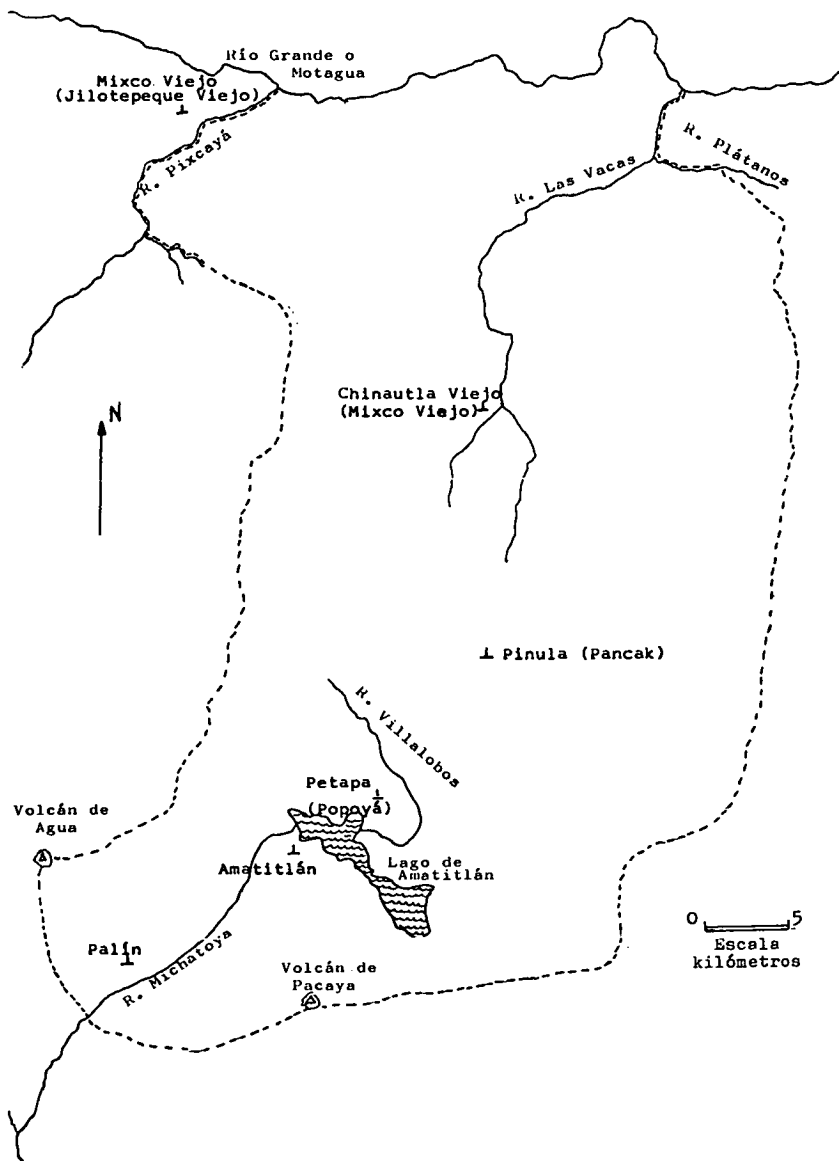 Río Grande o
Motagua
Mixco Viejo
(Jilotepeque Viejo)
R. Pixcayá
R. Plátanos
R. Las Vacas
Chinautla Viejo
(Mixco Viejo)
N
Pinula (Pancak)
R. Villalobos
Petapa
(Popoyá)
Volcán de
Agua
Amatitlán
Lago de
Amatitlán
0 5
Escala
kilómetros
Palín
R. Michatoya
Volcán de
Pacaya